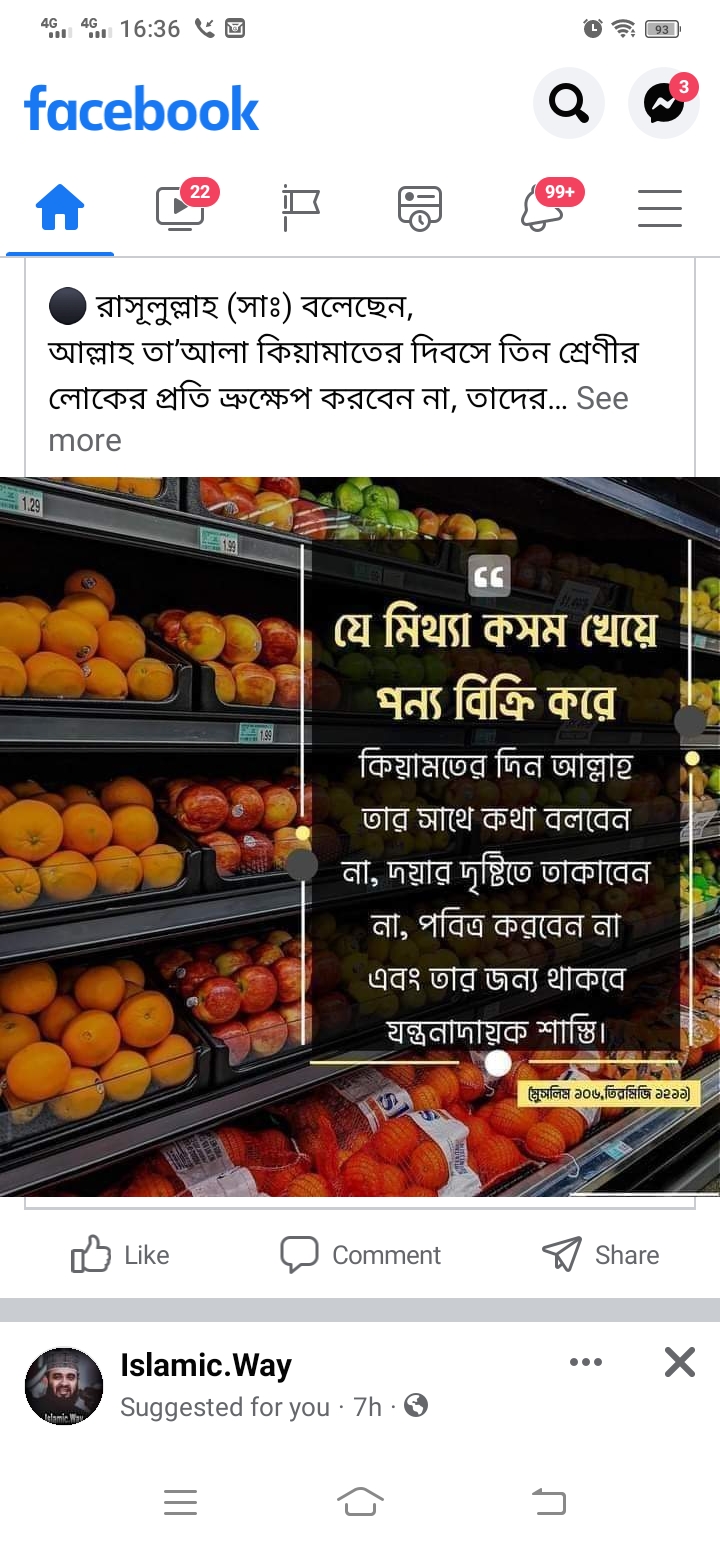 4G 4G 16:36 93
facebook
3
22 99+
রাসূলুল্লাহ (সাঃ) বলেছেন,
আল্লাহ তা'আলা কিয়ামাতের দিবসে তিন শ্রেণীর
লোকের প্রতি ভ্রুক্ষেপ করবেন না, তাদের... See
more
1.29
1.99
1.99
যে মিথ্যা কসম খেয়ে
পন্য বিক্রি করে
কিয়ামতের দিন আল্লাহ
তার সাথে কথা বলবেন
না, দয়ার দৃষ্টিতে তাকাবেন
না, পবিত্র করবেন না
এবং তার জন্য থাকবে
যন্ত্রনাদায়ক শাস্তি।
(মুসলিম ১০৬,তিরমিজি ১২১১)
Like Comment Share
Islamic.Way
Suggested for you · 7h ·
Islamic.Way